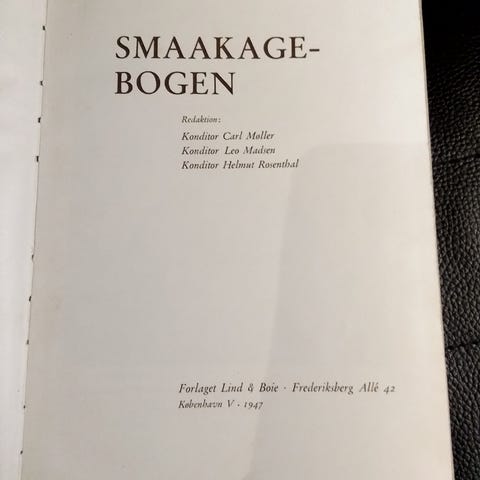 SMAAKAGE-
BOGEN
Redaktion:
Konditor Carl Møller
Konditor Leo Madsen
Konditor Helmut Rosenthal
Forlaget Lind & Boie · Frederiksberg Allé 42
København V · 1947